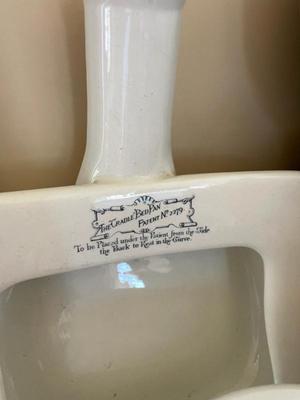 The Cradle Bed Pan
Patent No 2279
To be Placed under the Patient from the Side
the Back to Rest in the Curve.